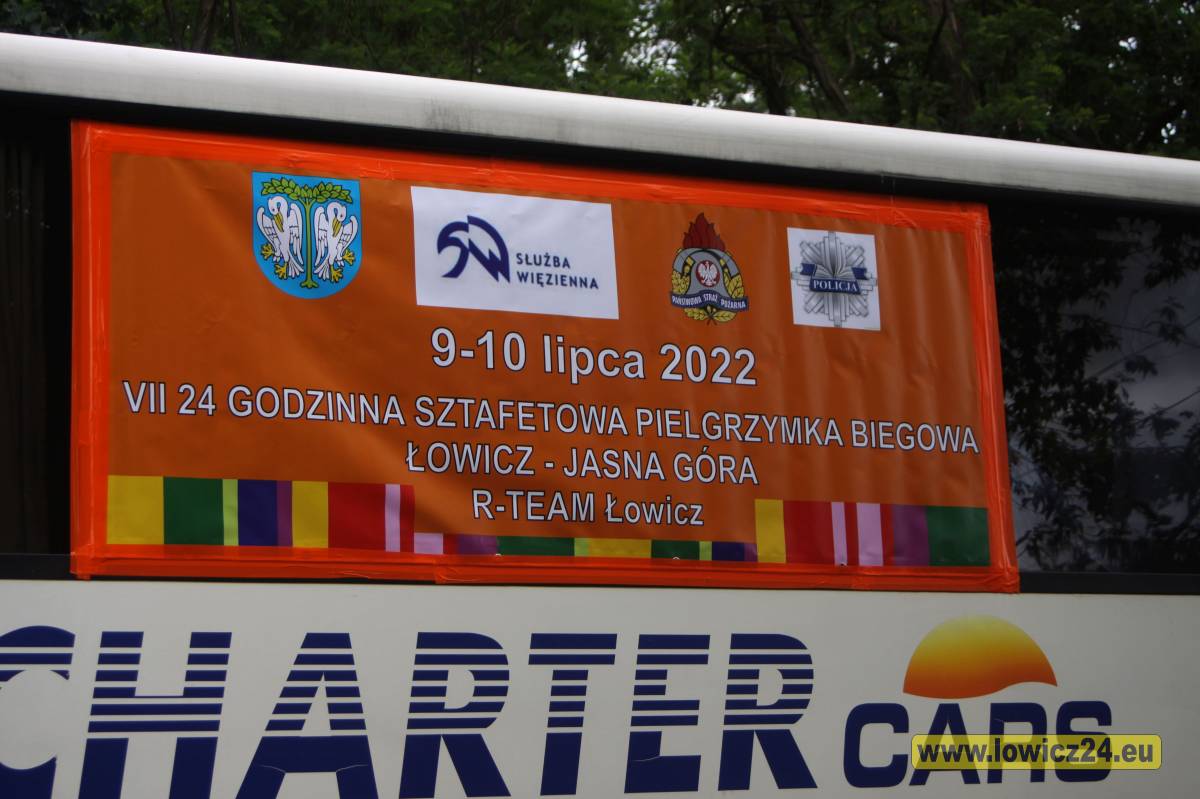 SŁUŻBA
WIĘZIENNA
PAŃSTWOWA STRAŻ POŻARNA
POLICJA
9-10 lipca 2022
VII 24 GODZINNA SZTAFETOWA PIELGRZYMKA BIEGOWA
ŁOWICZ - JASNA GÓRA
R-TEAM Łowicz
CHARTER CARS
www.lowicz24.eu